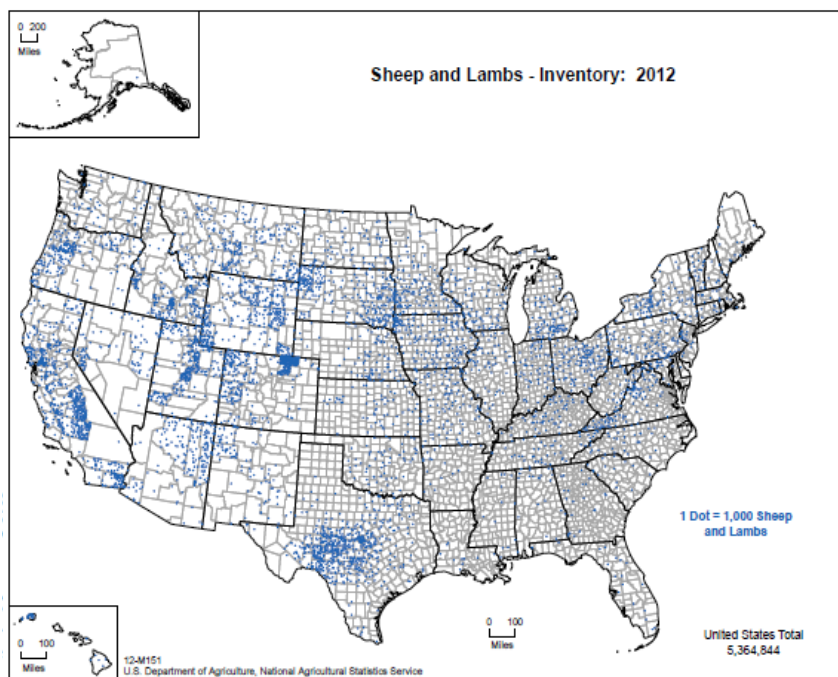 0 200
Miles
Sheep and Lambs - Inventory: 2012
1 Dot = 1,000 Sheep
and Lambs
0 100
Miles
0 100
Miles
United States Total
5,364,844
12-M151
U.S. Department of Agriculture, National Agricultural Statistics Service